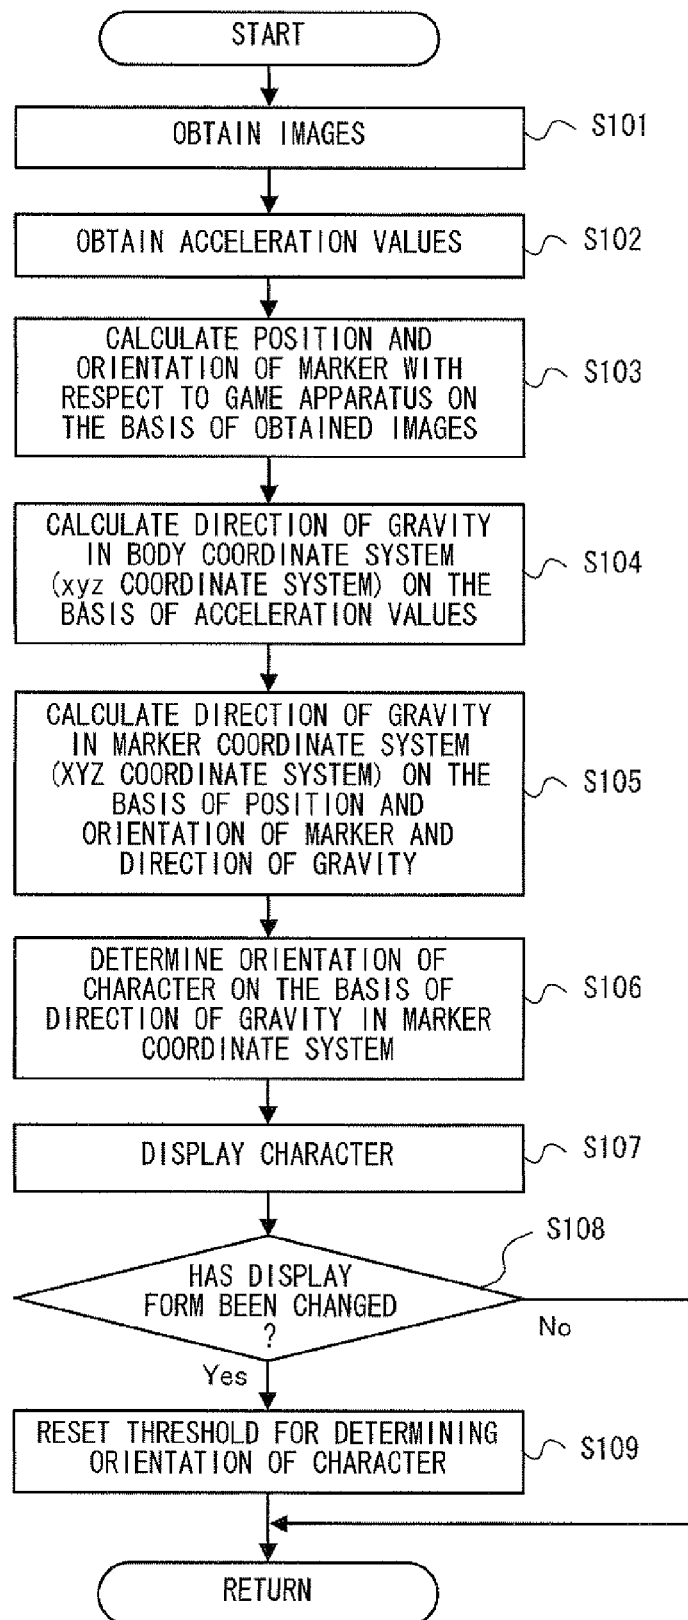 START
OBTAIN IMAGES
S101
OBTAIN ACCELERATION VALUES
S102
CALCULATE POSITION AND
ORIENTATION OF MARKER WITH
RESPECT TO GAME APPARATUS ON
THE BASIS OF OBTAINED IMAGES
S103
CALCULATE DIRECTION OF GRAVITY
IN BODY COORDINATE SYSTEM
(xyz COORDINATE SYSTEM) ON THE
BASIS OF ACCELERATION VALUES
S104
CALCULATE DIRECTION OF GRAVITY
IN MARKER COORDINATE SYSTEM
(XYZ COORDINATE SYSTEM) ON THE
BASIS OF POSITION AND
ORIENTATION OF MARKER AND
DIRECTION OF GRAVITY
S105
DETERMINE ORIENTATION OF
CHARACTER ON THE BASIS OF
DIRECTION OF GRAVITY IN MARKER
COORDINATE SYSTEM
S106
DISPLAY CHARACTER
S107
S108
HAS DISPLAY
FORM BEEN CHANGED
?
No
Yes
RESET THRESHOLD FOR DETERMINING
ORIENTATION OF CHARACTER
S109
RETURN